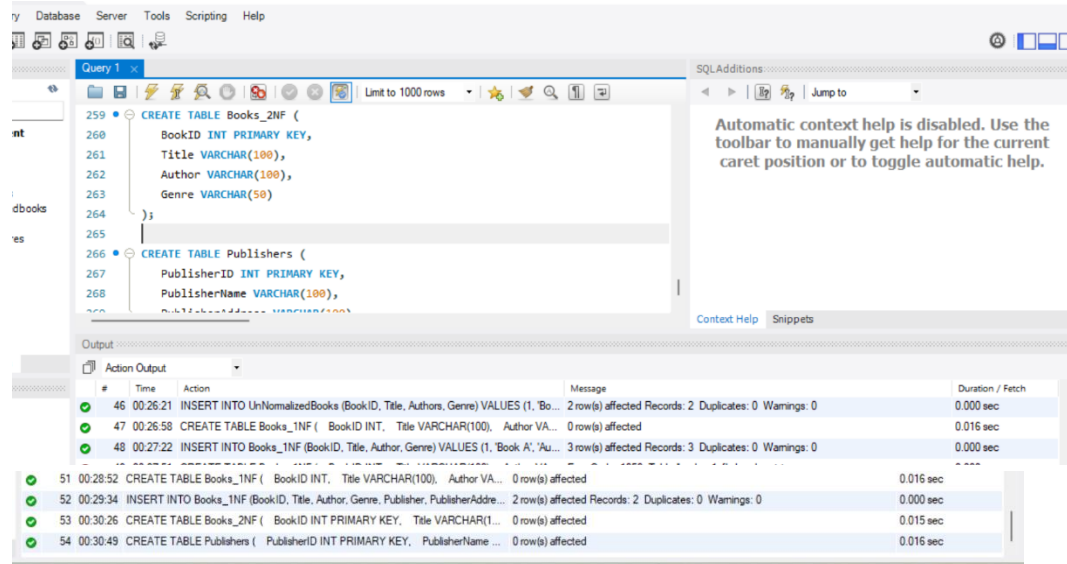 ry Database Server Tools Scripting Help
Query 1
SQLAdditions
Limit to 1000 rows
Jump to
259 CREATE TABLE Books_2NF (
260 BookID INT PRIMARY KEY,
261 Title VARCHAR(100),
262 Author VARCHAR(100),
263 Genre VARCHAR(50)
264 );
265
266 CREATE TABLE Publishers (
267 PublisherID INT PRIMARY KEY,
268 PublisherName VARCHAR(100),
nt
dbooks
res
Automatic context help is disabled. Use the
toolbar to manually get help for the current
caret position or to toggle automatic help.
Context Help Snippets
Output
Action Output
# Time Action Message Duration / Fetch
46 00:26:21 INSERT INTO UnNormalizedBooks (BookID, Title, Authors, Genre) VALUES (1, 'Bo... 2 row(s) affected Records: 2 Duplicates: 0 Warnings: 0 0.000 sec
47 00:26:58 CREATE TABLE Books_1NF ( BookID INT, Title VARCHAR(100), Author VA... 0 row(s) affected 0.016 sec
48 00:27:22 INSERT INTO Books_1NF (BookID, Title, Author, Genre) VALUES (1, 'Book A', 'Au... 3 row(s) affected Records: 3 Duplicates: 0 Warnings: 0 0.000 sec
51 00:28:52 CREATE TABLE Books_1NF ( BookID INT, Title VARCHAR(100), Author VA... 0 row(s) affected 0.016 sec
52 00:29:34 INSERT INTO Books_1NF (BookID, Title, Author, Genre, Publisher, PublisherAddre... 2 row(s) affected Records: 2 Duplicates: 0 Warnings: 0 0.000 sec
53 00:30:26 CREATE TABLE Books_2NF ( BookID INT PRIMARY KEY, Title VARCHAR(1... 0 row(s) affected 0.015 sec
54 00:30:49 CREATE TABLE Publishers ( PublisherID INT PRIMARY KEY, PublisherName ... 0 row(s) affected 0.016 sec